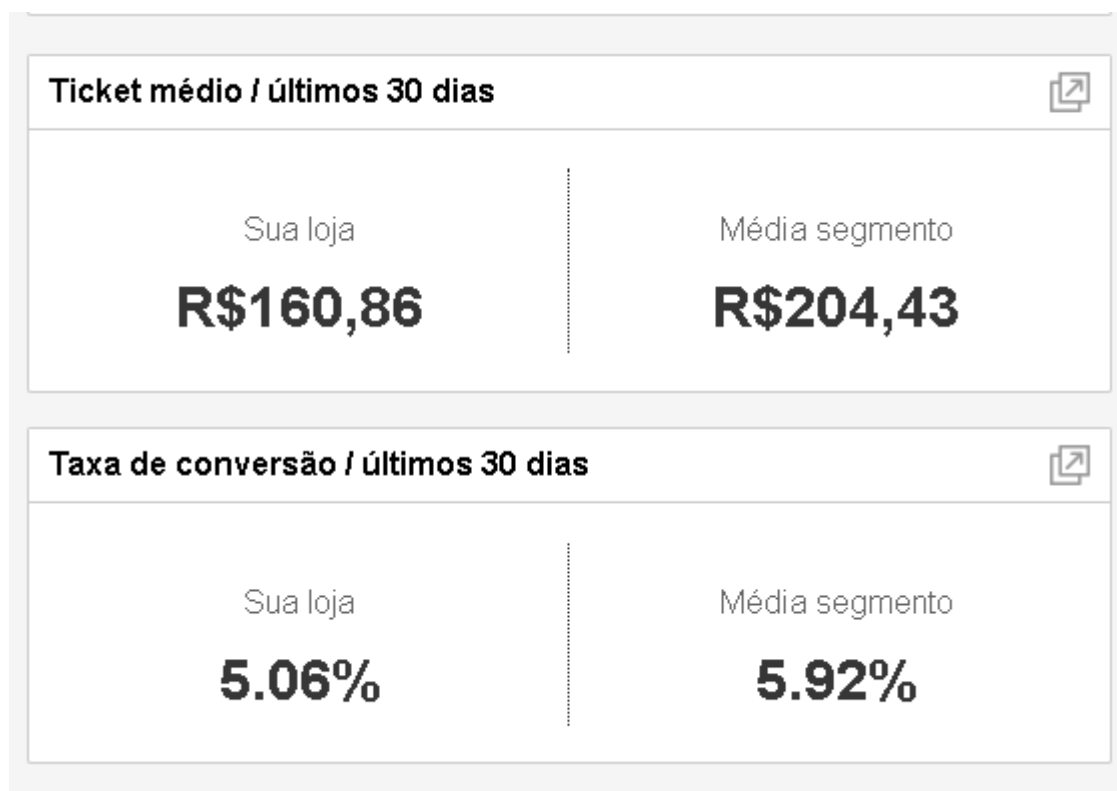 Ticket médio / últimos 30 dias
Sua loja
Média segmento
R$160,86
R$204,43
Taxa de conversão / últimos 30 dias
Sua loja
Média segmento
5.06%
5.92%